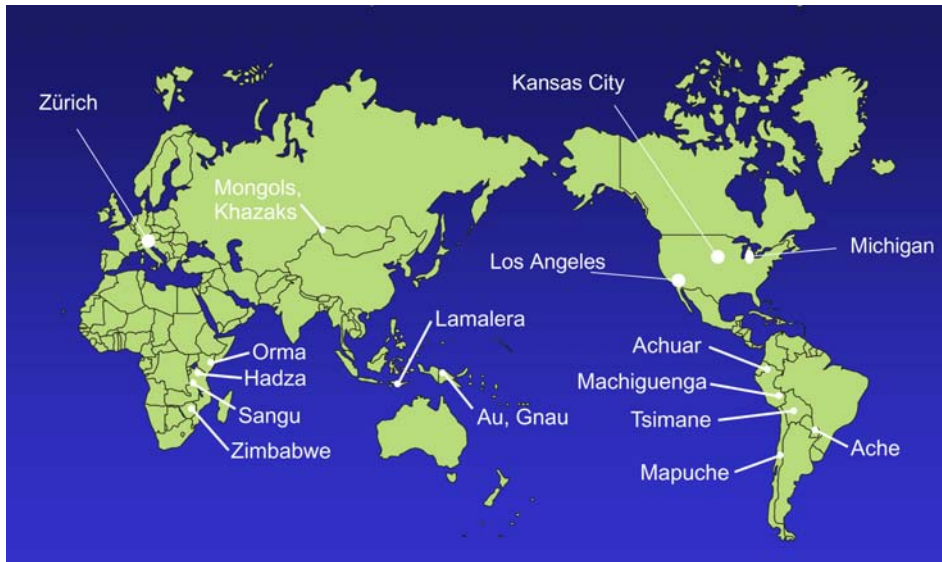 Kansas City
Zürich
Mongols,
Khazaks
Michigan
Los Angeles
Lamalera
Orma
Achuar
Hadza
Machiguenga
Sangu
Au, Gnau
Tsimane
Zimbabwe
Ache
Mapuche